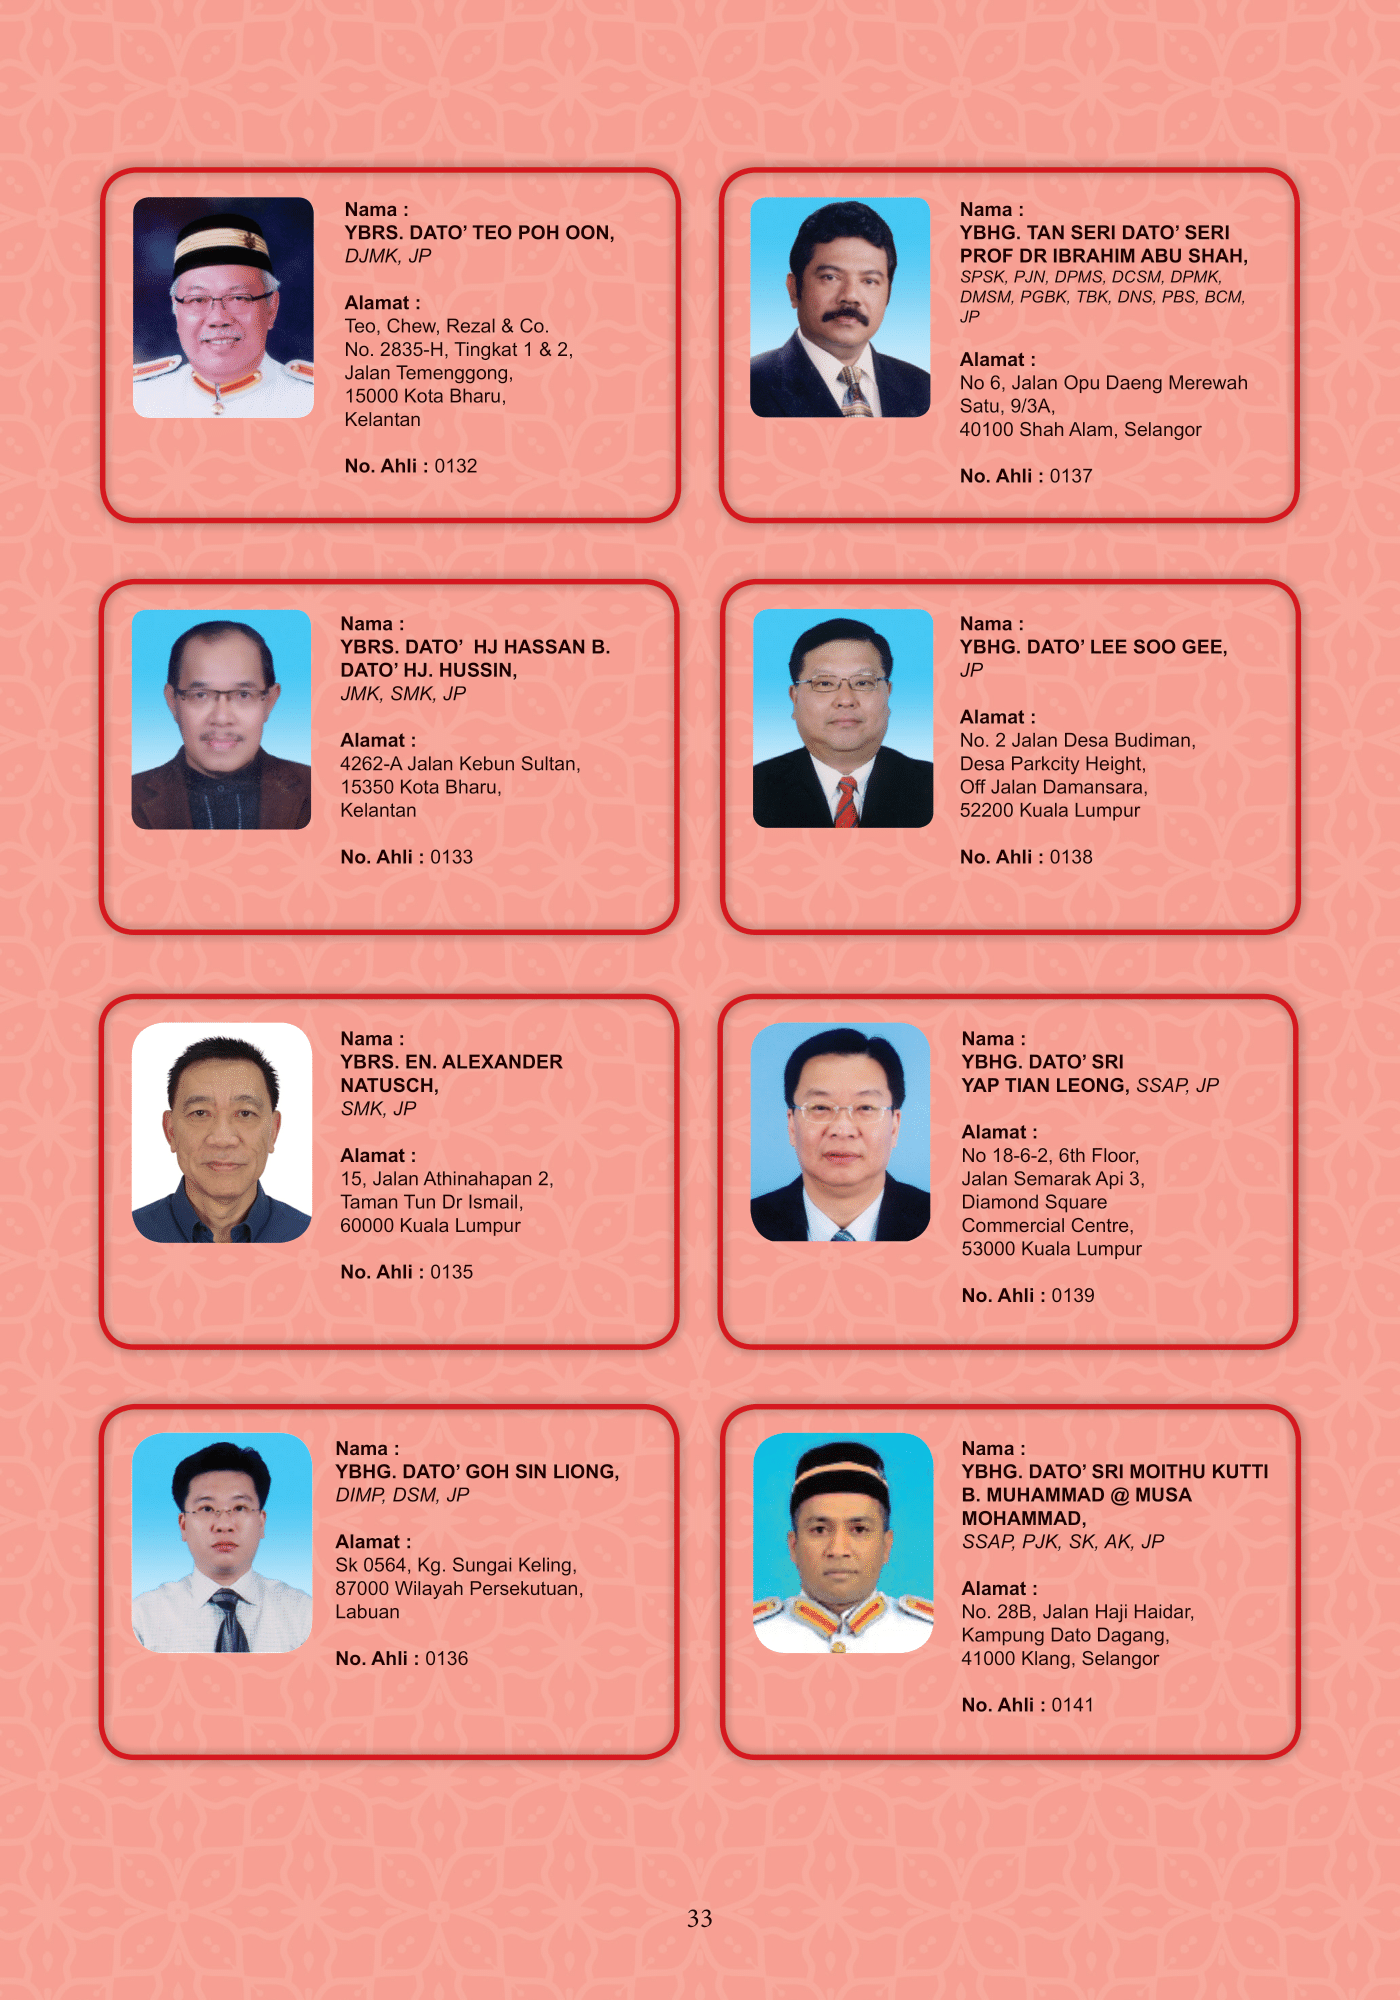 Nama :
YBRS. DATO’ TEO POH OON,
DJMK, JP
Alamat :
Teo, Chew, Rezal & Co.
No. 2835-H, Tingkat 1 & 2,
Jalan Temenggong,
15000 Kota Bharu,
Kelantan
No. Ahli : 0132
Nama :
YBRS. DATO’ HJ HASSAN B.
DATO’ HJ. HUSSIN,
JMK, SMK, JP
Alamat :
4262-A Jalan Kebun Sultan,
15350 Kota Bharu,
Kelantan
No. Ahli : 0133
Nama :
YBRS. EN. ALEXANDER
NATUSCH,
SMK, JP
Alamat :
15, Jalan Athinahapan 2,
Taman Tun Dr Ismail,
60000 Kuala Lumpur
No. Ahli : 0135
Nama :
YBHG. DATO’ GOH SIN LIONG,
DIMP, DSM, JP
Alamat :
Sk 0564, Kg. Sungai Keling,
87000 Wilayah Persekutuan,
Labuan
No. Ahli : 0136
Nama :
YBHG. TAN SERI DATO’ SERI
PROF DR IBRAHIM ABU SHAH,
SPSK, PJN, DPMS, DCSM, DPMK,
DMSM, PGBK, TBK, DNS, PBS, BCM,
JP
Alamat :
No 6, Jalan Opu Daeng Merewah
Satu, 9/3A,
40100 Shah Alam, Selangor
No. Ahli : 0137
Nama :
YBHG. DATO’ LEE SOO GEE,
JP
Alamat :
No. 2 Jalan Desa Budiman,
Desa Parkcity Height,
Off Jalan Damansara,
52200 Kuala Lumpur
No. Ahli : 0138
Nama :
YBHG. DATO’ SRI
YAP TIAN LEONG, SSAP, JP
Alamat :
No 18-6-2, 6th Floor,
Jalan Semarak Api 3,
Diamond Square
Commercial Centre,
53000 Kuala Lumpur
No. Ahli : 0139
Nama :
YBHG. DATO’ SRI MOITHU KUTTI
B. MUHAMMAD @ MUSA
MOHAMMAD,
SSAP, PJK, SK, AK, JP
Alamat :
No. 28B, Jalan Haji Haidar,
Kampung Dato Dagang,
41000 Klang, Selangor
No. Ahli : 0141
33